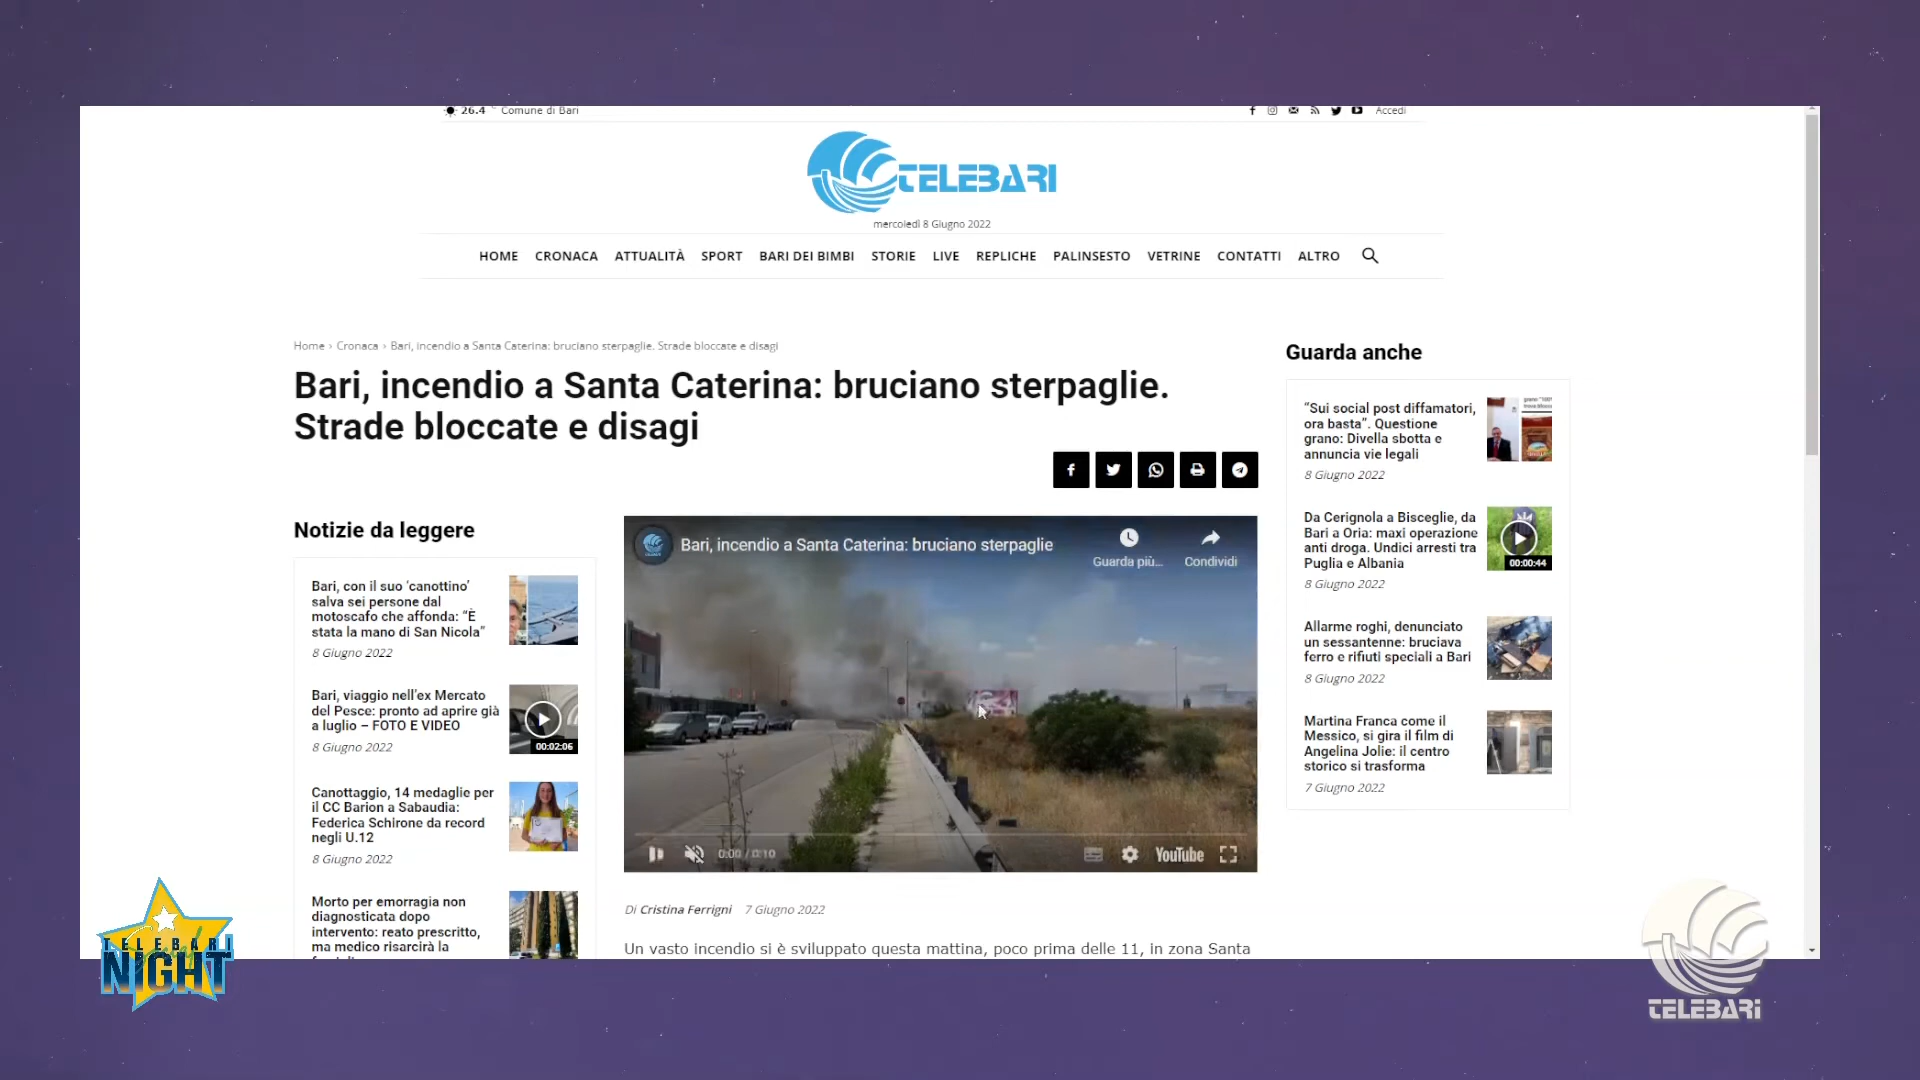 26.4 C Comune di Bari
Accedi
TELEBARI
mercoledì 8 Giugno 2022
HOME CRONACA ATTUALITÀ SPORT BARI DEI BIMBI STORIE LIVE REPLICHE PALINSESTO VETRINE CONTATTI ALTRO
Home › Cronaca › Bari, incendio a Santa Caterina: bruciano sterpaglie. Strade bloccate e disagi
Bari, incendio a Santa Caterina: bruciano sterpaglie.
Strade bloccate e disagi
Notizie da leggere
Bari, con il suo ‘canottino’
salva sei persone dal
motoscafo che affonda: “È
stata la mano di San Nicola”
8 Giugno 2022
Bari, viaggio nell’ex Mercato
del Pesce: pronto ad aprire già
a luglio – FOTO E VIDEO
8 Giugno 2022
00:02:06
Canottaggio, 14 medaglie per
il CC Barion a Sabaudia:
Federica Schirone da record
negli U.12
8 Giugno 2022
Morto per emorragia non
diagnosticata dopo
intervento: reato prescritto,
ma medico risarcirà la
Bari, incendio a Santa Caterina: bruciano sterpaglie
Guarda più...
Condividi
0:00 / 0:10
YouTube
Di Cristina Ferrigni 7 Giugno 2022
Un vasto incendio si è sviluppato questa mattina, poco prima delle 11, in zona Santa
Guarda anche
“Sui social post diffamatori,
ora basta”. Questione
grano: Divella sbotta e
annuncia vie legali
8 Giugno 2022
Da Cerignola a Bisceglie, da
Bari a Oria: maxi operazione
anti droga. Undici arresti tra
Puglia e Albania
8 Giugno 2022
00:00:44
Allarme roghi, denunciato
un sessantenne: bruciava
ferro e rifiuti speciali a Bari
8 Giugno 2022
Martina Franca come il
Messico, si gira il film di
Angelina Jolie: il centro
storico si trasforma
7 Giugno 2022
TELEBARI
NIGHT
TELEBARI